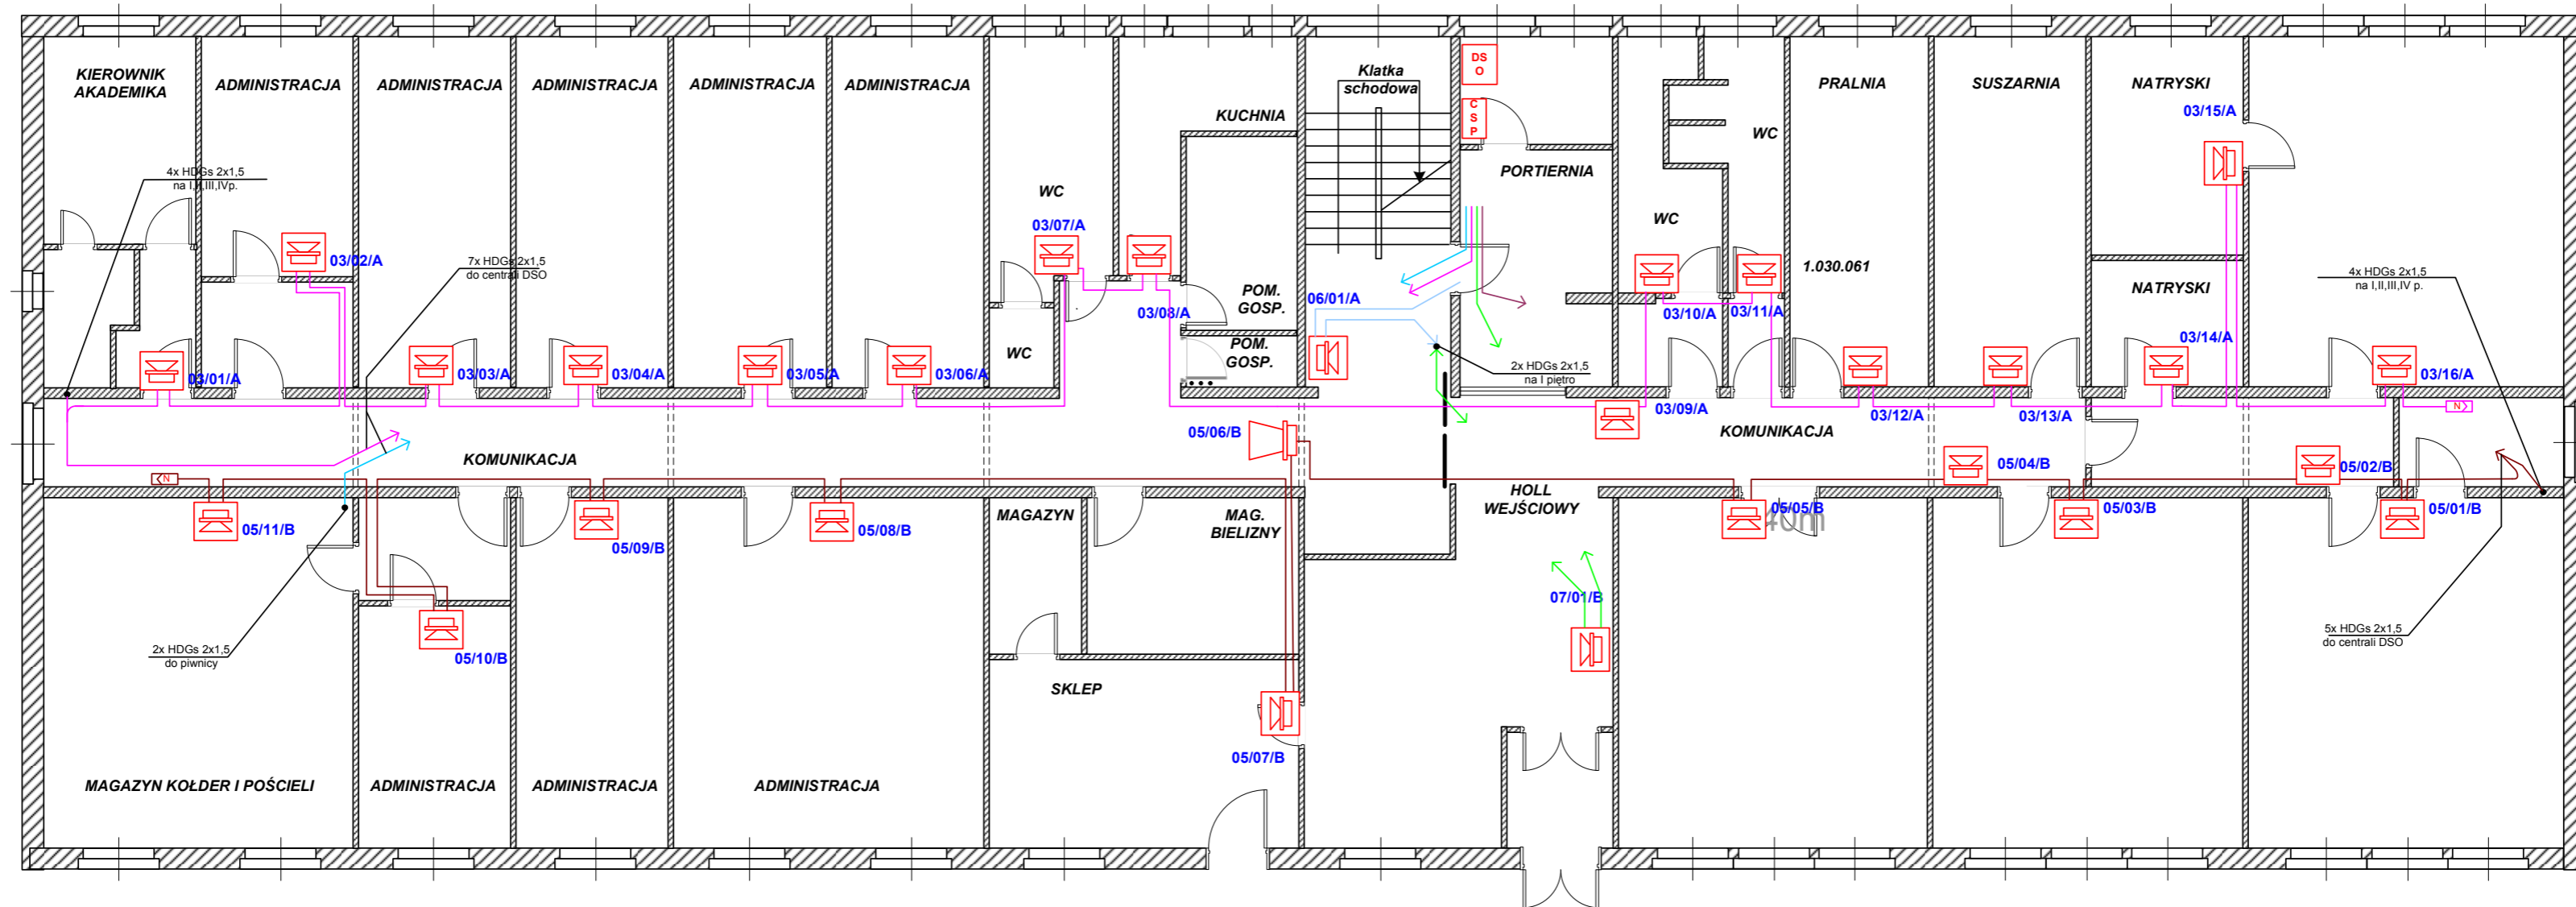 KIEROWNIK
AKADEMIKA
ADMINISTRACJA
ADMINISTRACJA
ADMINISTRACJA
ADMINISTRACJA
ADMINISTRACJA
KUCHNIA
Klatka
schodowa
DS
O
C
S
P
PORTIERNIA
WC
PRALNIA
SUSZARNIA
NATRYSKI
03/15/A
4x HDGs 2x1,5
na I,II,III,IVp.
WC
03/07/A
WC
03/02/A
7x HDGs 2x1,5
do centrali DSO
03/08/A
POM.
GOSP.
06/01/A
1.030.061
NATRYSKI
4x HDGs 2x1,5
na I,II,III,IV p.
03/10/A
03/11/A
03/14/A
WC
POM.
GOSP.
2x HDGs 2x1,5
na I piętro
03/01/A
03/03/A
03/04/A
03/05/A
03/06/A
03/09/A
03/12/A
03/13/A
03/16/A
N
KOMUNIKACJA
05/06/B
KOMUNIKACJA
05/04/B
05/02/B
N
HOLL
WEJŚCIOWY
05/11/B
05/09/B
05/08/B
MAGAZYN
MAG.
BIELIZNY
05/05/B
40m
05/03/B
05/01/B
07/01/B
2x HDGs 2x1,5
do piwnicy
05/10/B
5x HDGs 2x1,5
do centrali DSO
SKLEP
05/07/B
MAGAZYN KOŁDER I POŚCIELI
ADMINISTRACJA
ADMINISTRACJA
ADMINISTRACJA